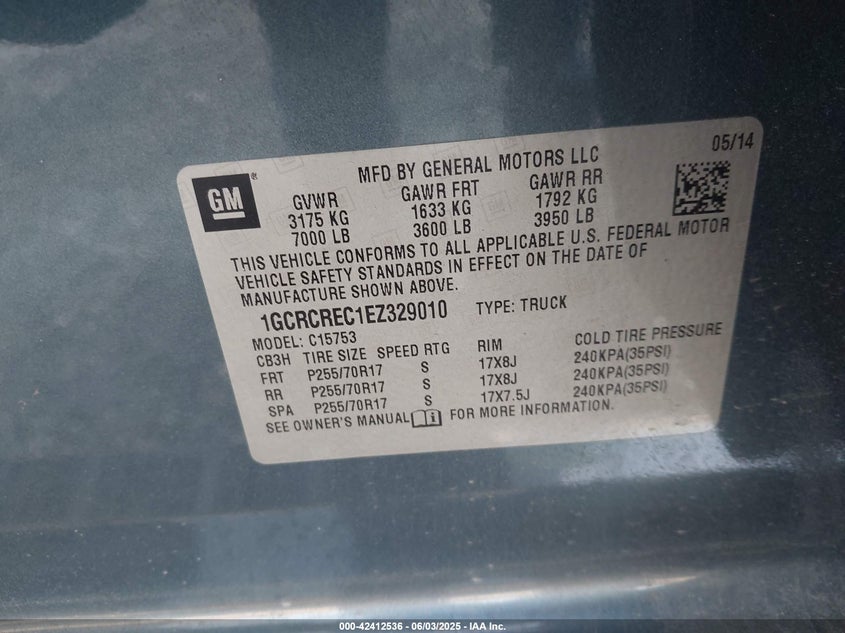 05/14
MFD BY GENERAL MOTORS LLC
GM®
GVWR GAWR FRT GAWR RR
3175 KG 1633 KG 1792 KG
7000 LB 3600 LB 3950 LB
THIS VEHICLE CONFORMS TO ALL APPLICABLE U.S. FEDERAL MOTOR
VEHICLE SAFETY STANDARDS IN EFFECT ON THE DATE OF
MANUFACTURE SHOWN ABOVE.
1GCRCREC1EZ329010 TYPE: TRUCK
MODEL: C15753
CB3H TIRE SIZE SPEED RTG RIM COLD TIRE PRESSURE
FRT P255/70R17 S 17X8J 240KPA(35PSI)
RR P255/70R17 S 17X8J 240KPA(35PSI)
SPA P255/70R17 S 17X7.5J 240KPA(35PSI)
SEE OWNER'S MANUAL i FOR MORE INFORMATION.
000-42412536 - 06/03/2025 - IAA Inc.